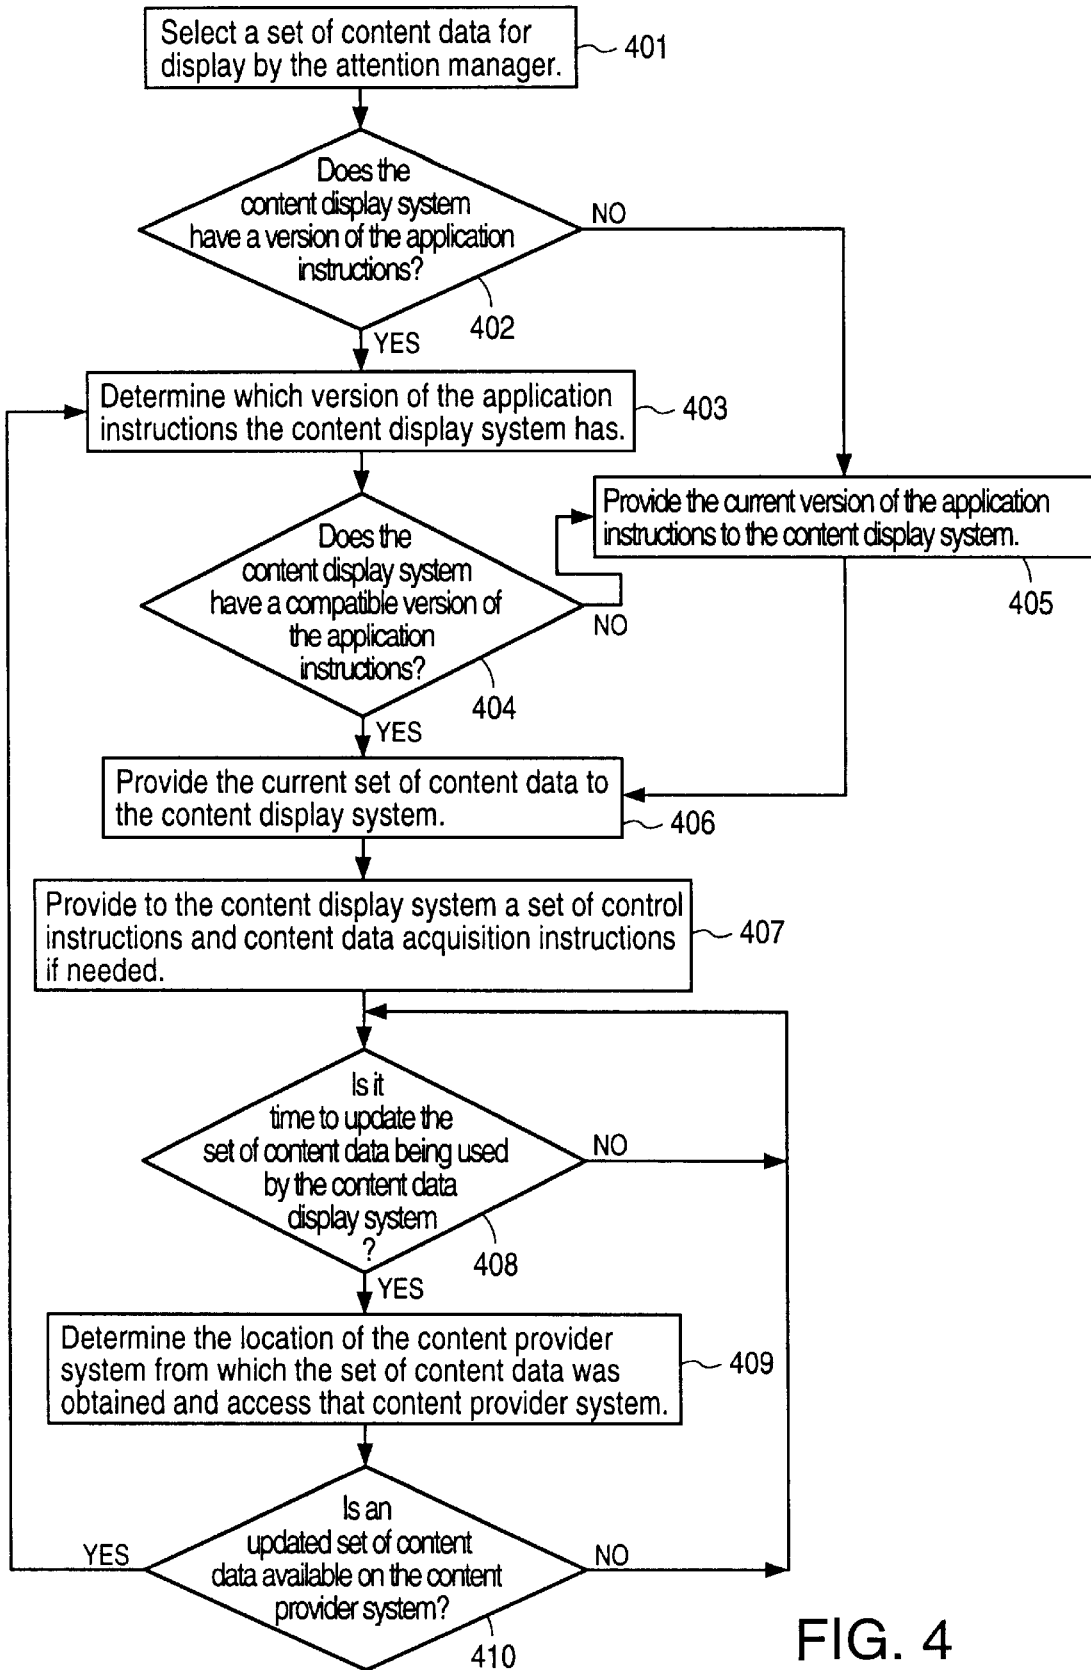 Select a set of content data for
display by the attention manager.
401
Does the
content display system
have a version of the application
instructions?
NO
402
YES
Determine which version of the application
instructions the content display system has.
403
Provide the current version of the application
instructions to the content display system.
405
Does the
content display system
have a compatible version of
the application
instructions?
NO
404
YES
Provide the current set of content data to
the content display system.
406
Provide to the content display system a set of control
instructions and content data acquisition instructions
if needed.
407
Is it
time to update the
set of content data being used
by the content data
display system
?
NO
408
YES
Determine the location of the content provider
system from which the set of content data was
obtained and access that content provider system.
409
Is an
updated set of content
data available on the content
provider system?
YES
NO
410
FIG. 4